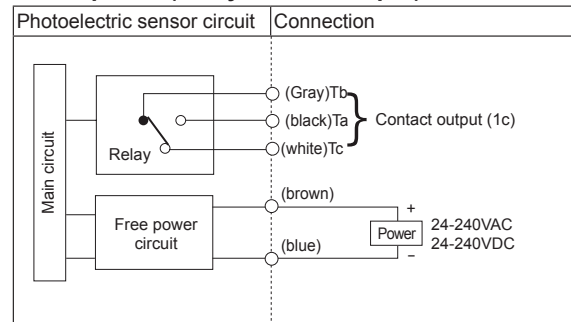 Photoelectric sensor circuit
Connection
Main circuit
Relay
(Gray)Tb
(black)Ta
(white)Tc
Contact output (1c)
Free power
circuit
(brown)
(blue)
+
Power
−
24-240VAC
24-240VDC